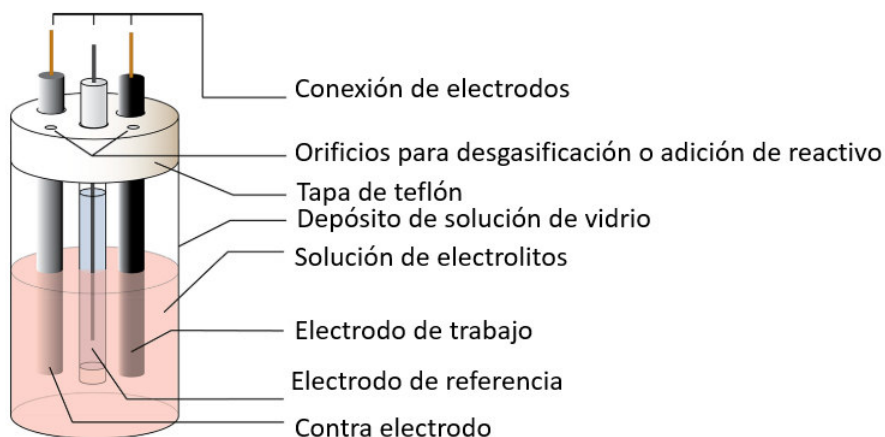 Conexión de electrodos
Orificios para desgasificación o adición de reactivo
Tapa de teflón
Depósito de solución de vidrio
Solución de electrolitos
Electrodo de trabajo
Electrodo de referencia
Contra electrodo